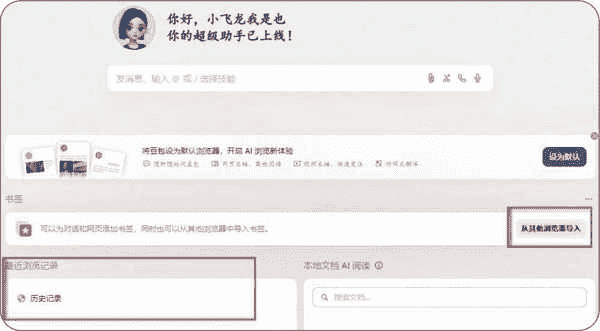 你好，小飞龙我是也
你的超级助手已上线！
发消息、输入 @ 或 / 选择技能
将豆包设为默认浏览器，开启 AI 浏览新体验
设为默认
书签
可以为对话和网页添加书签，同时也可以从其他浏览器中导入书签。
从其他浏览器导入
最近浏览记录
本地文档 AI 阅读
历史记录
搜索文档...